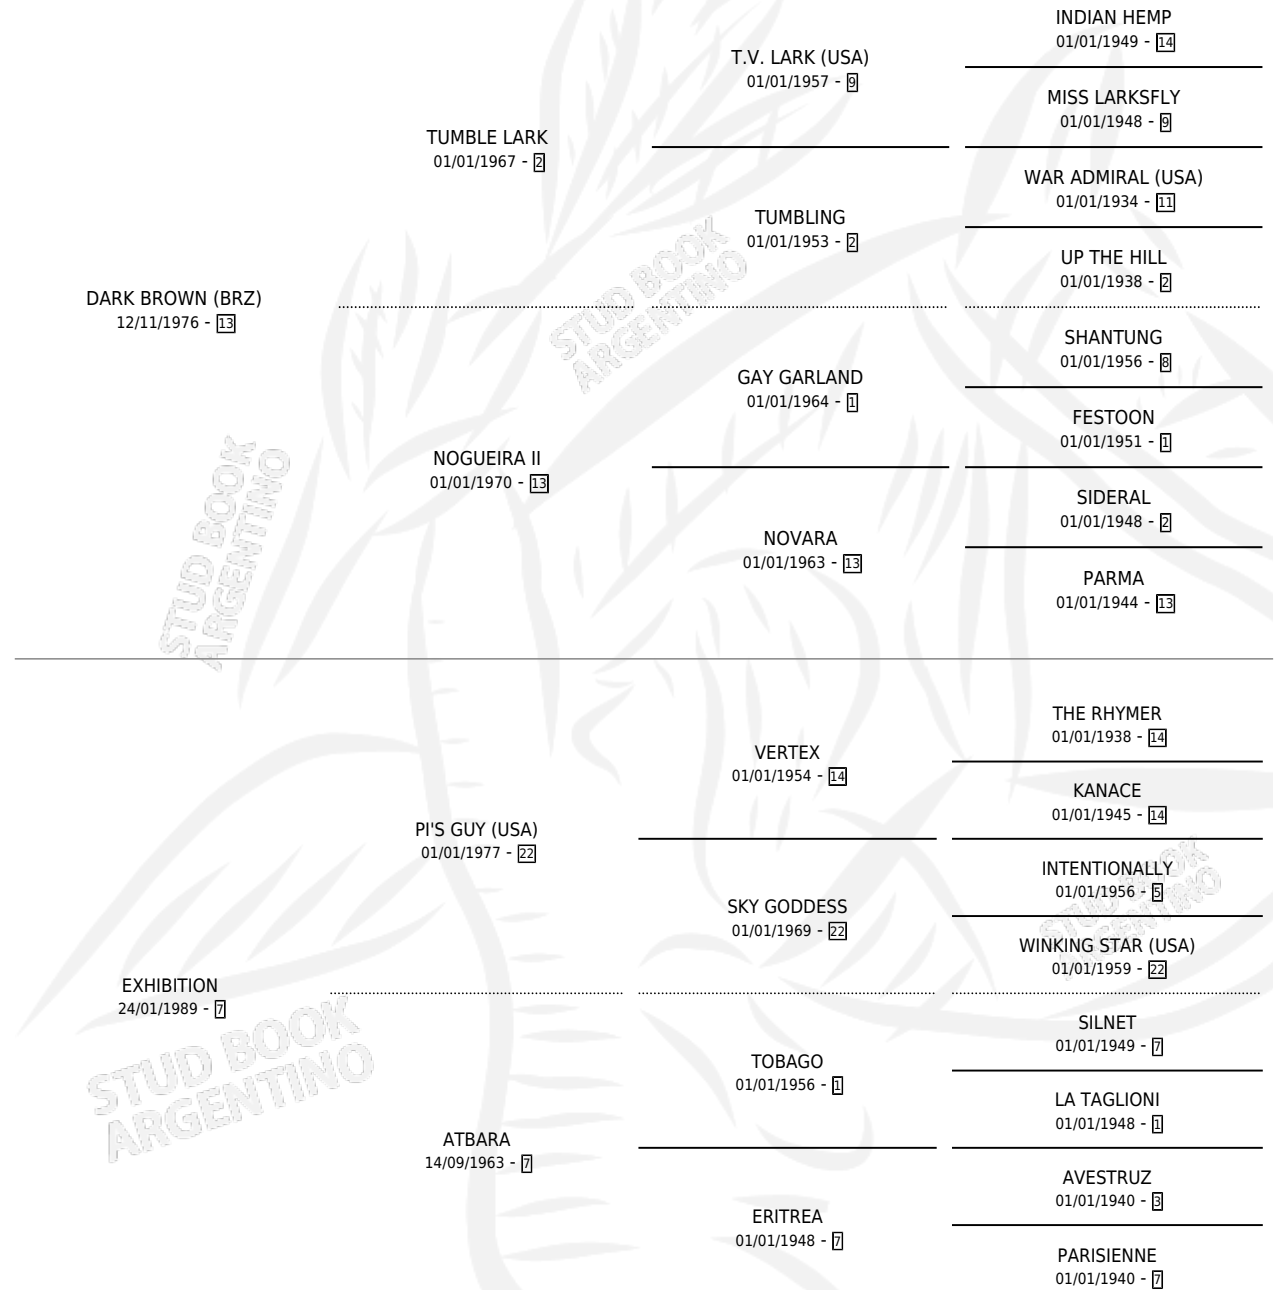 INDIAN HEMP
01/01/1949 - 14
T.V. LARK (USA)
01/01/1957 - 9
MISS LARKSFLY
01/01/1948 - 9
TUMBLE LARK
01/01/1967 - 2
WAR ADMIRAL (USA)
01/01/1934 - 11
TUMBLING
01/01/1953 - 2
UP THE HILL
01/01/1938 - 2
DARK BROWN (BRZ)
12/11/1976 - 13
STUD BOOK
ARGENTINO
SHANTUNG
01/01/1956 - 8
GAY GARLAND
01/01/1964 - 1
FESTOON
01/01/1951 - 1
NOGUEIRA II
01/01/1970 - 13
SIDERAL
01/01/1948 - 2
NOVARA
01/01/1963 - 13
PARMA
01/01/1944 - 13
STUD BOOK
ARGENTINO
THE RHYMER
01/01/1938 - 14
VERTEX
01/01/1954 - 14
KANACE
01/01/1945 - 14
PI'S GUY (USA)
01/01/1977 - 22
INTENTIONALLY
01/01/1956 - 5
SKY GODDESS
01/01/1969 - 22
STUD BOOK
ARGENTINO
WINKING STAR (USA)
01/01/1959 - 22
EXHIBITION
24/01/1989 - 7
STUD BOOK
ARGENTINO
SILNET
01/01/1949 - 7
TOBAGO
01/01/1956 - 1
LA TAGLIONI
01/01/1948 - 1
ATBARA
14/09/1963 - 7
AVESTRUZ
01/01/1940 - 3
ERITREA
01/01/1948 - 7
PARISIENNE
01/01/1940 - 7